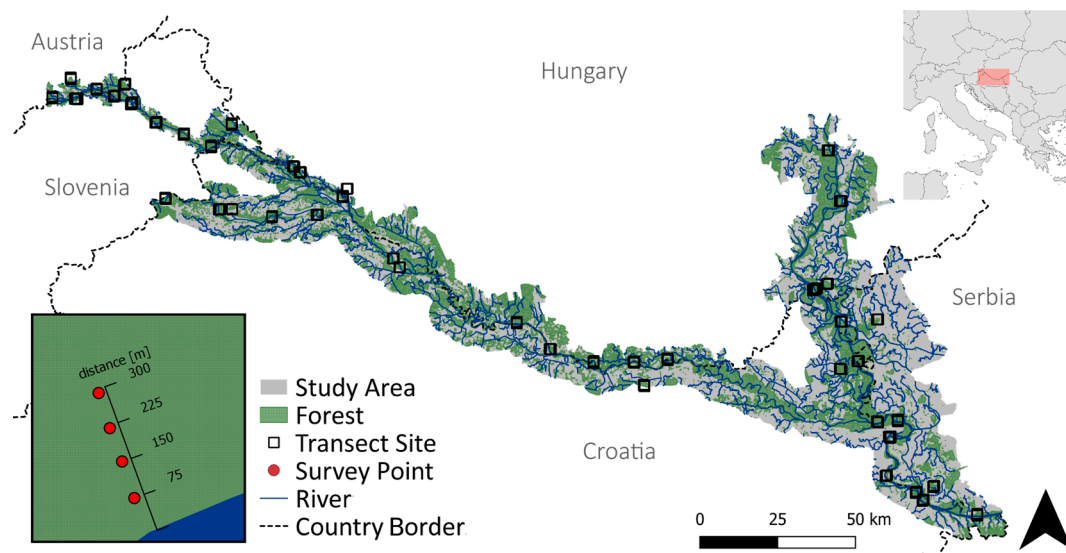 Austria
Hungary
Slovenia
Serbia
Croatia
distance [m]
300
225
150
75
Study Area
Forest
Transect Site
Survey Point
River
Country Border
0 25 50 km